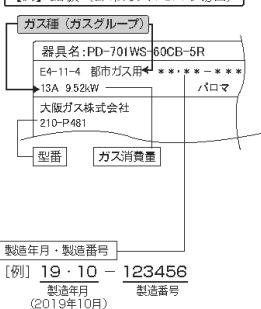 ガス種（ガスグループ）
器具名:PD-701WS-60CB-5R
E4-11-4 都市ガス用 **・**-***
13A 9.52kW パロマ
大阪ガス株式会社
210-P481
型番 ガス消費量
製造年月・製造番号
[例] 19・10 － 123456
製造年月 製造番号
(2019年10月)